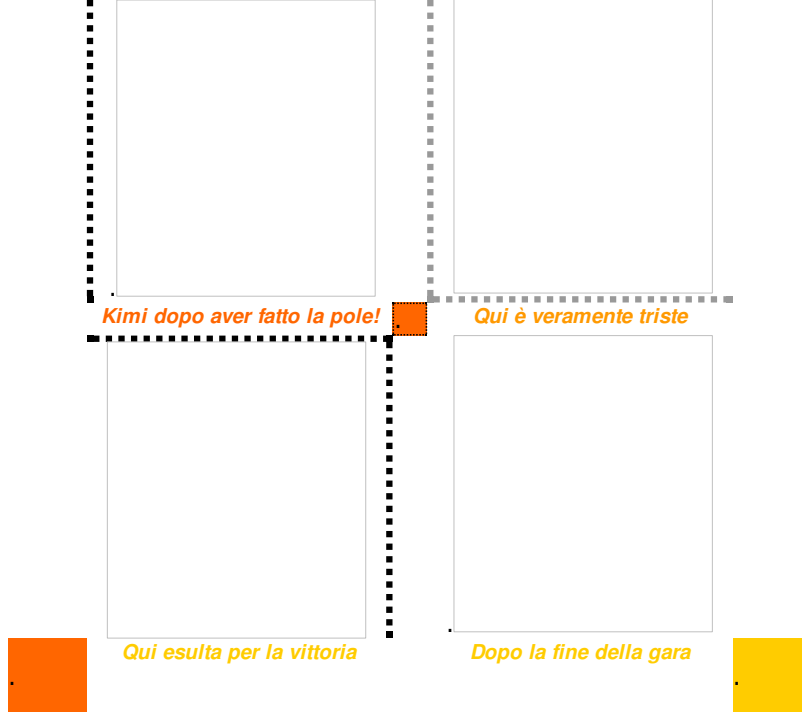 Kimi dopo aver fatto la pole!
Qui è veramente triste
Qui esulta per la vittoria
Dopo la fine della gara